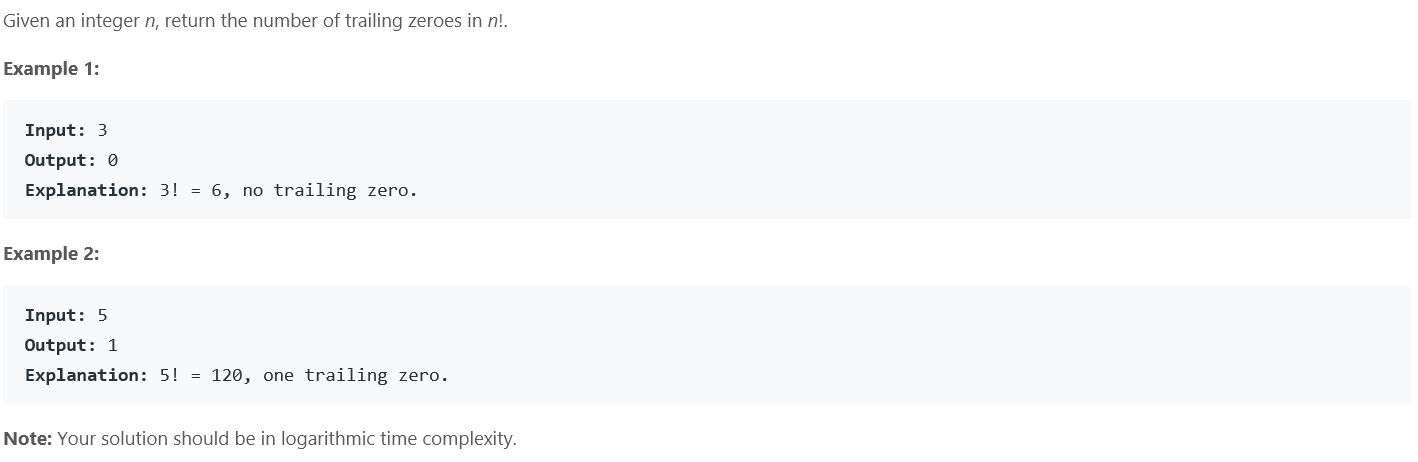 Given an integer n, return the number of trailing zeroes in n!.
Example 1:
Input: 3
Output: 0
Explanation: 3! = 6, no trailing zero.
Example 2:
Input: 5
Output: 1
Explanation: 5! = 120, one trailing zero.
Note: Your solution should be in logarithmic time complexity.